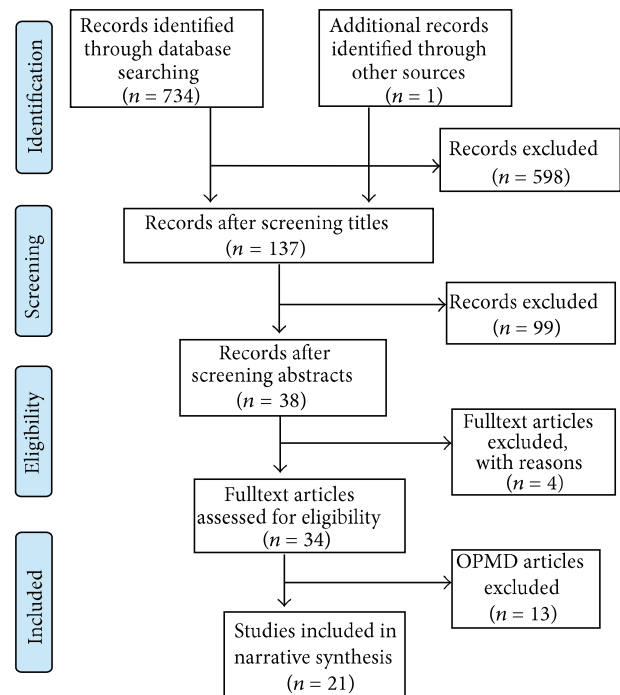 Identification
Records identified
through database
searching
(n = 734)
Additional records
identified through
other sources
(n = 1)
Records excluded
(n = 598)
Screening
Records after screening titles
(n = 137)
Records excluded
(n = 99)
Records after
screening abstracts
(n = 38)
Eligibility
Fulltext articles
excluded,
with reasons
(n = 4)
Fulltext articles
assessed for eligibility
(n = 34)
Included
OPMD articles
excluded
(n = 13)
Studies included in
narrative synthesis
(n = 21)